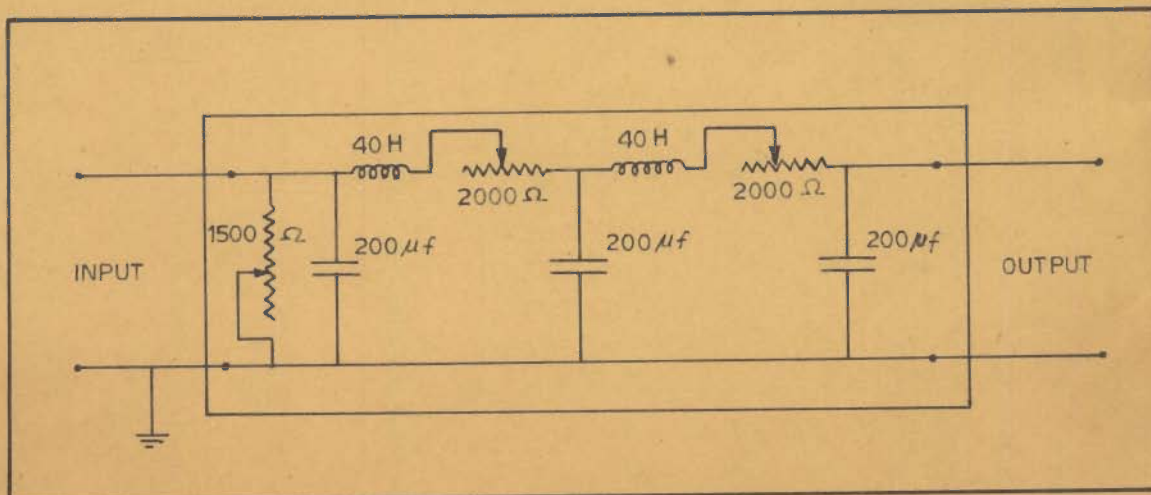 40 H
40 H
2000 Ω
2000 Ω
1500 Ω
200 µf
200 µf
200 µf
INPUT
OUTPUT